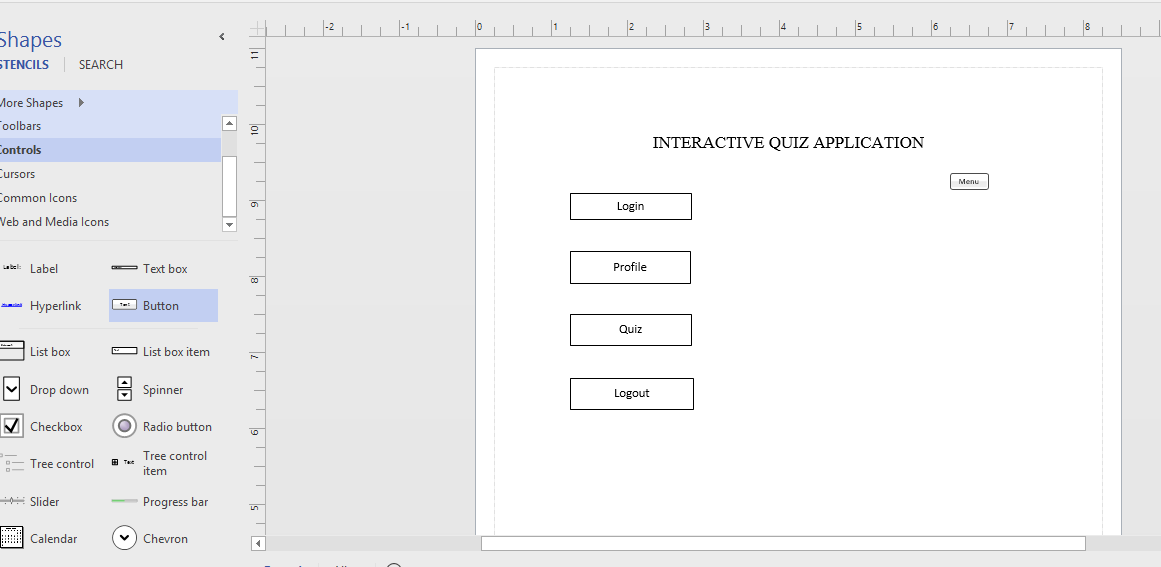 Shapes
STENCILS
SEARCH
More Shapes
Toolbars
Controls
Cursors
Common Icons
Web and Media Icons
Label
Text box
Hyperlink
Button
List box
List box item
Drop down
Spinner
Checkbox
Radio button
Tree control
Tree control
item
Slider
Progress bar
Calendar
Chevron
-2 -1 0 1 2 3 4 5 6 7 8
11
10
9
8
7
6
5
INTERACTIVE QUIZ APPLICATION
Menu
Login
Profile
Quiz
Logout